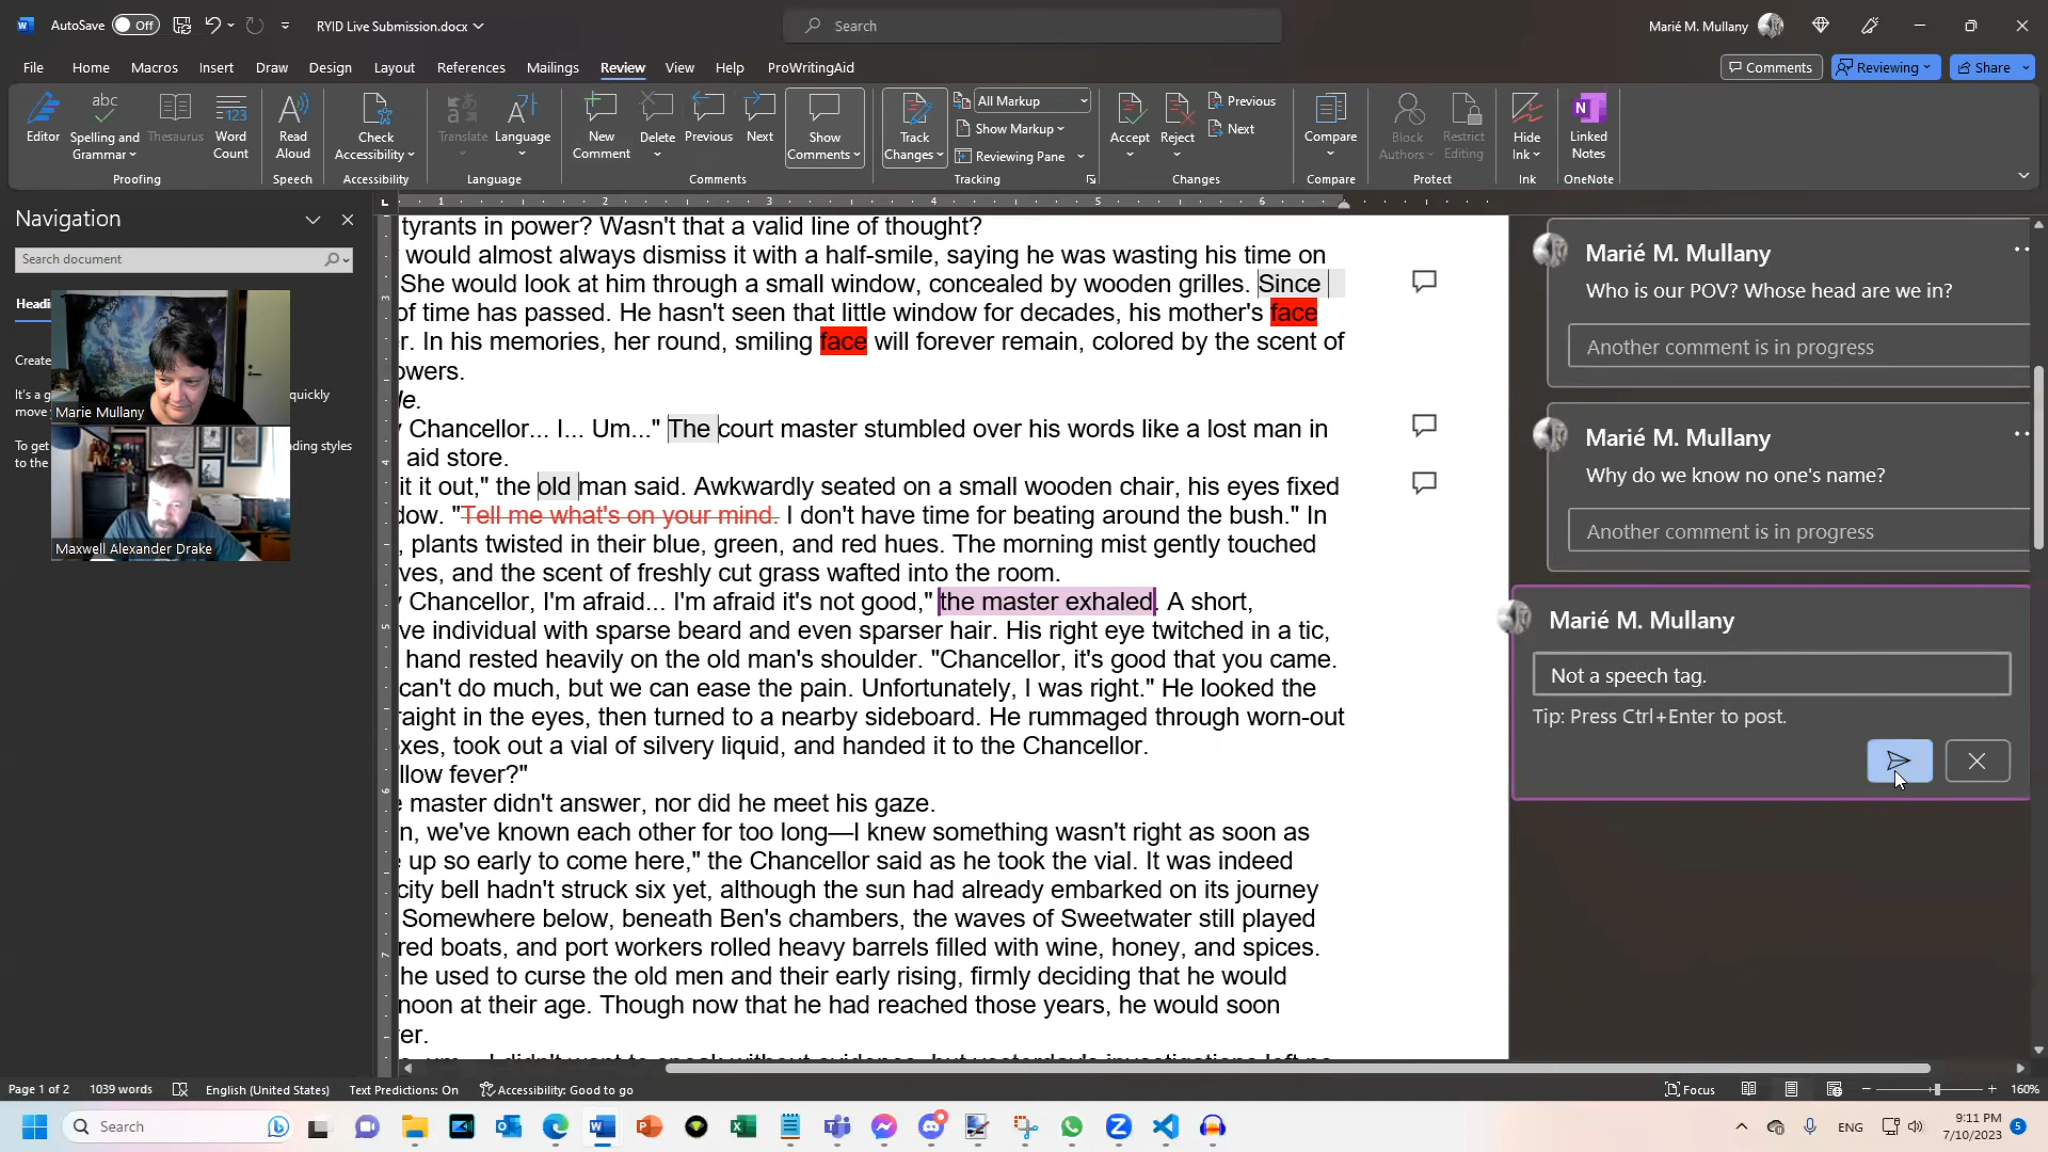 AutoSave Off RYID Live Submission.docx Search Marié M. Mullany
File Home Macros Insert Draw Design Layout References Mailings Review View Help ProWritingAid Comments Reviewing Share
Editor Spelling and Grammar Thesaurus Word Count Read Aloud Check Accessibility Translate Language New Comment Delete Previous Next Show Comments Track Changes All Markup Show Markup Reviewing Pane Accept Reject Previous Next Compare Block Authors Restrict Editing Hide Ink Linked Notes
Proofing Speech Accessibility Language Comments Tracking Changes Compare Protect Ink OneNote
Navigation
Search document
Headi
Create
It's a g quickly
move y
To get ding styles
to the
Marie Mullany
Maxwell Alexander Drake
1 2 3 4 5 6
3 4 5 6 7
tyrants in power? Wasn't that a valid line of thought?
would almost always dismiss it with a half-smile, saying he was wasting his time on
She would look at him through a small window, concealed by wooden grilles. Since
of time has passed. He hasn't seen that little window for decades, his mother's face
r. In his memories, her round, smiling face will forever remain, colored by the scent of
owers.
le.
y Chancellor... I... Um..." The court master stumbled over his words like a lost man in
aid store.
it it out," the old man said. Awkwardly seated on a small wooden chair, his eyes fixed
dow. "Tell me what's on your mind. I don't have time for beating around the bush." In
, plants twisted in their blue, green, and red hues. The morning mist gently touched
ves, and the scent of freshly cut grass wafted into the room.
y Chancellor, I'm afraid... I'm afraid it's not good," the master exhaled. A short,
ve individual with sparse beard and even sparser hair. His right eye twitched in a tic,
hand rested heavily on the old man's shoulder. "Chancellor, it's good that you came.
can't do much, but we can ease the pain. Unfortunately, I was right." He looked the
raight in the eyes, then turned to a nearby sideboard. He rummaged through worn-out
oxes, took out a vial of silvery liquid, and handed it to the Chancellor.
llow fever?"
e master didn't answer, nor did he meet his gaze.
n, we've known each other for too long—I knew something wasn't right as soon as
e up so early to come here," the Chancellor said as he took the vial. It was indeed
city bell hadn't struck six yet, although the sun had already embarked on its journey
Somewhere below, beneath Ben's chambers, the waves of Sweetwater still played
red boats, and port workers rolled heavy barrels filled with wine, honey, and spices.
he used to curse the old men and their early rising, firmly deciding that he would
noon at their age. Though now that he had reached those years, he would soon
er.
Marié M. Mullany
Who is our POV? Whose head are we in?
Another comment is in progress
Marié M. Mullany
Why do we know no one's name?
Another comment is in progress
Marié M. Mullany
Not a speech tag.
Tip: Press Ctrl+Enter to post.
Page 1 of 2 1039 words English (United States) Text Predictions: On Accessibility: Good to go Focus 160%
Search ENG 9:11 PM
7/10/2023 5